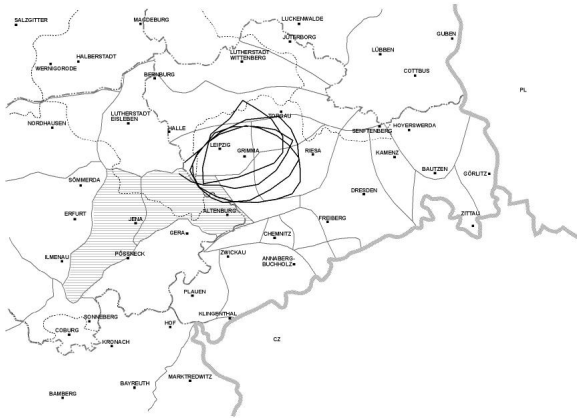 SALZGITTER
MAGDEBURG
LUCKENWALDE
JÜTERBORG
GUBEN
LÜBBEN
HALBERSTADT
WERNIGORODE
LUTHERSTADT
WITTENBERG
BERNBURG
COTTBUS
PL
NORDHAUSEN
LUTHERSTADT
EISLEBEN
HALLE
TORGAU
SENFTENBERG
HOYERSWERDA
LEIPZIG
GRIMMA
RIESA
KAMENZ
BAUTZEN
GÖRLITZ
SÖMMERDA
DRESDEN
ERFURT
JENA
ALTENBURG
FREIBERG
ZITTAU
GERA
CHEMNITZ
ILMENAU
PÖSSNECK
ZWICKAU
ANNABERG-
BUCHHOLZ
PLAUEN
SONNEBERG
KLINGENTHAL
COBURG
HOF
KRONACH
CZ
BAYREUTH
MARKTREDWITZ
BAMBERG